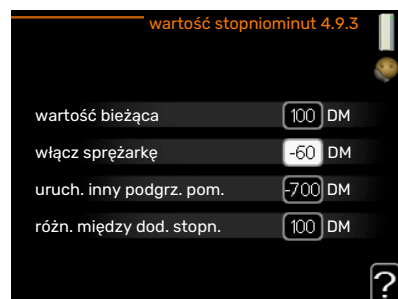 wartość stopniominut 4.9.3
wartość bieżąca 100 DM
włącz sprężarkę -60 DM
uruch. inny podgrz. pom. -700 DM
różn. między dod. stopn. 100 DM
?